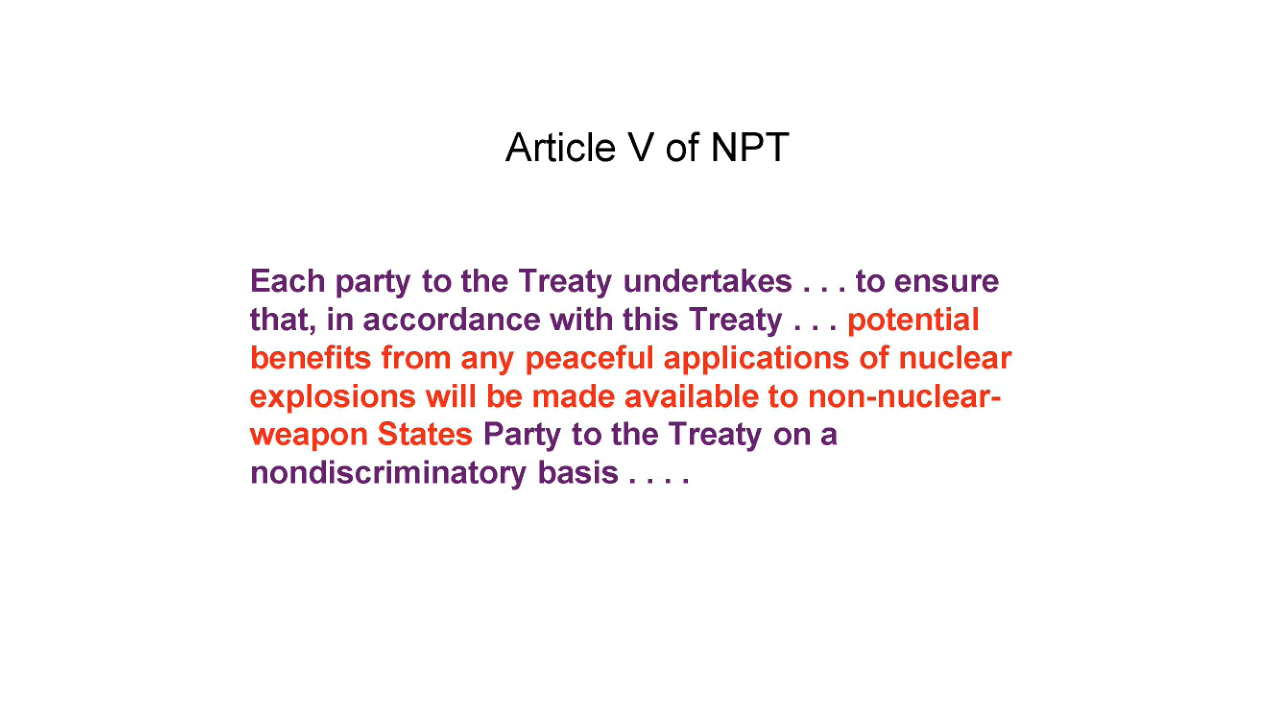 Article V of NPT
Each party to the Treaty undertakes . . . to ensure
that, in accordance with this Treaty . . . potential
benefits from any peaceful applications of nuclear
explosions will be made available to non-nuclear-
weapon States Party to the Treaty on a
nondiscriminatory basis . . . .